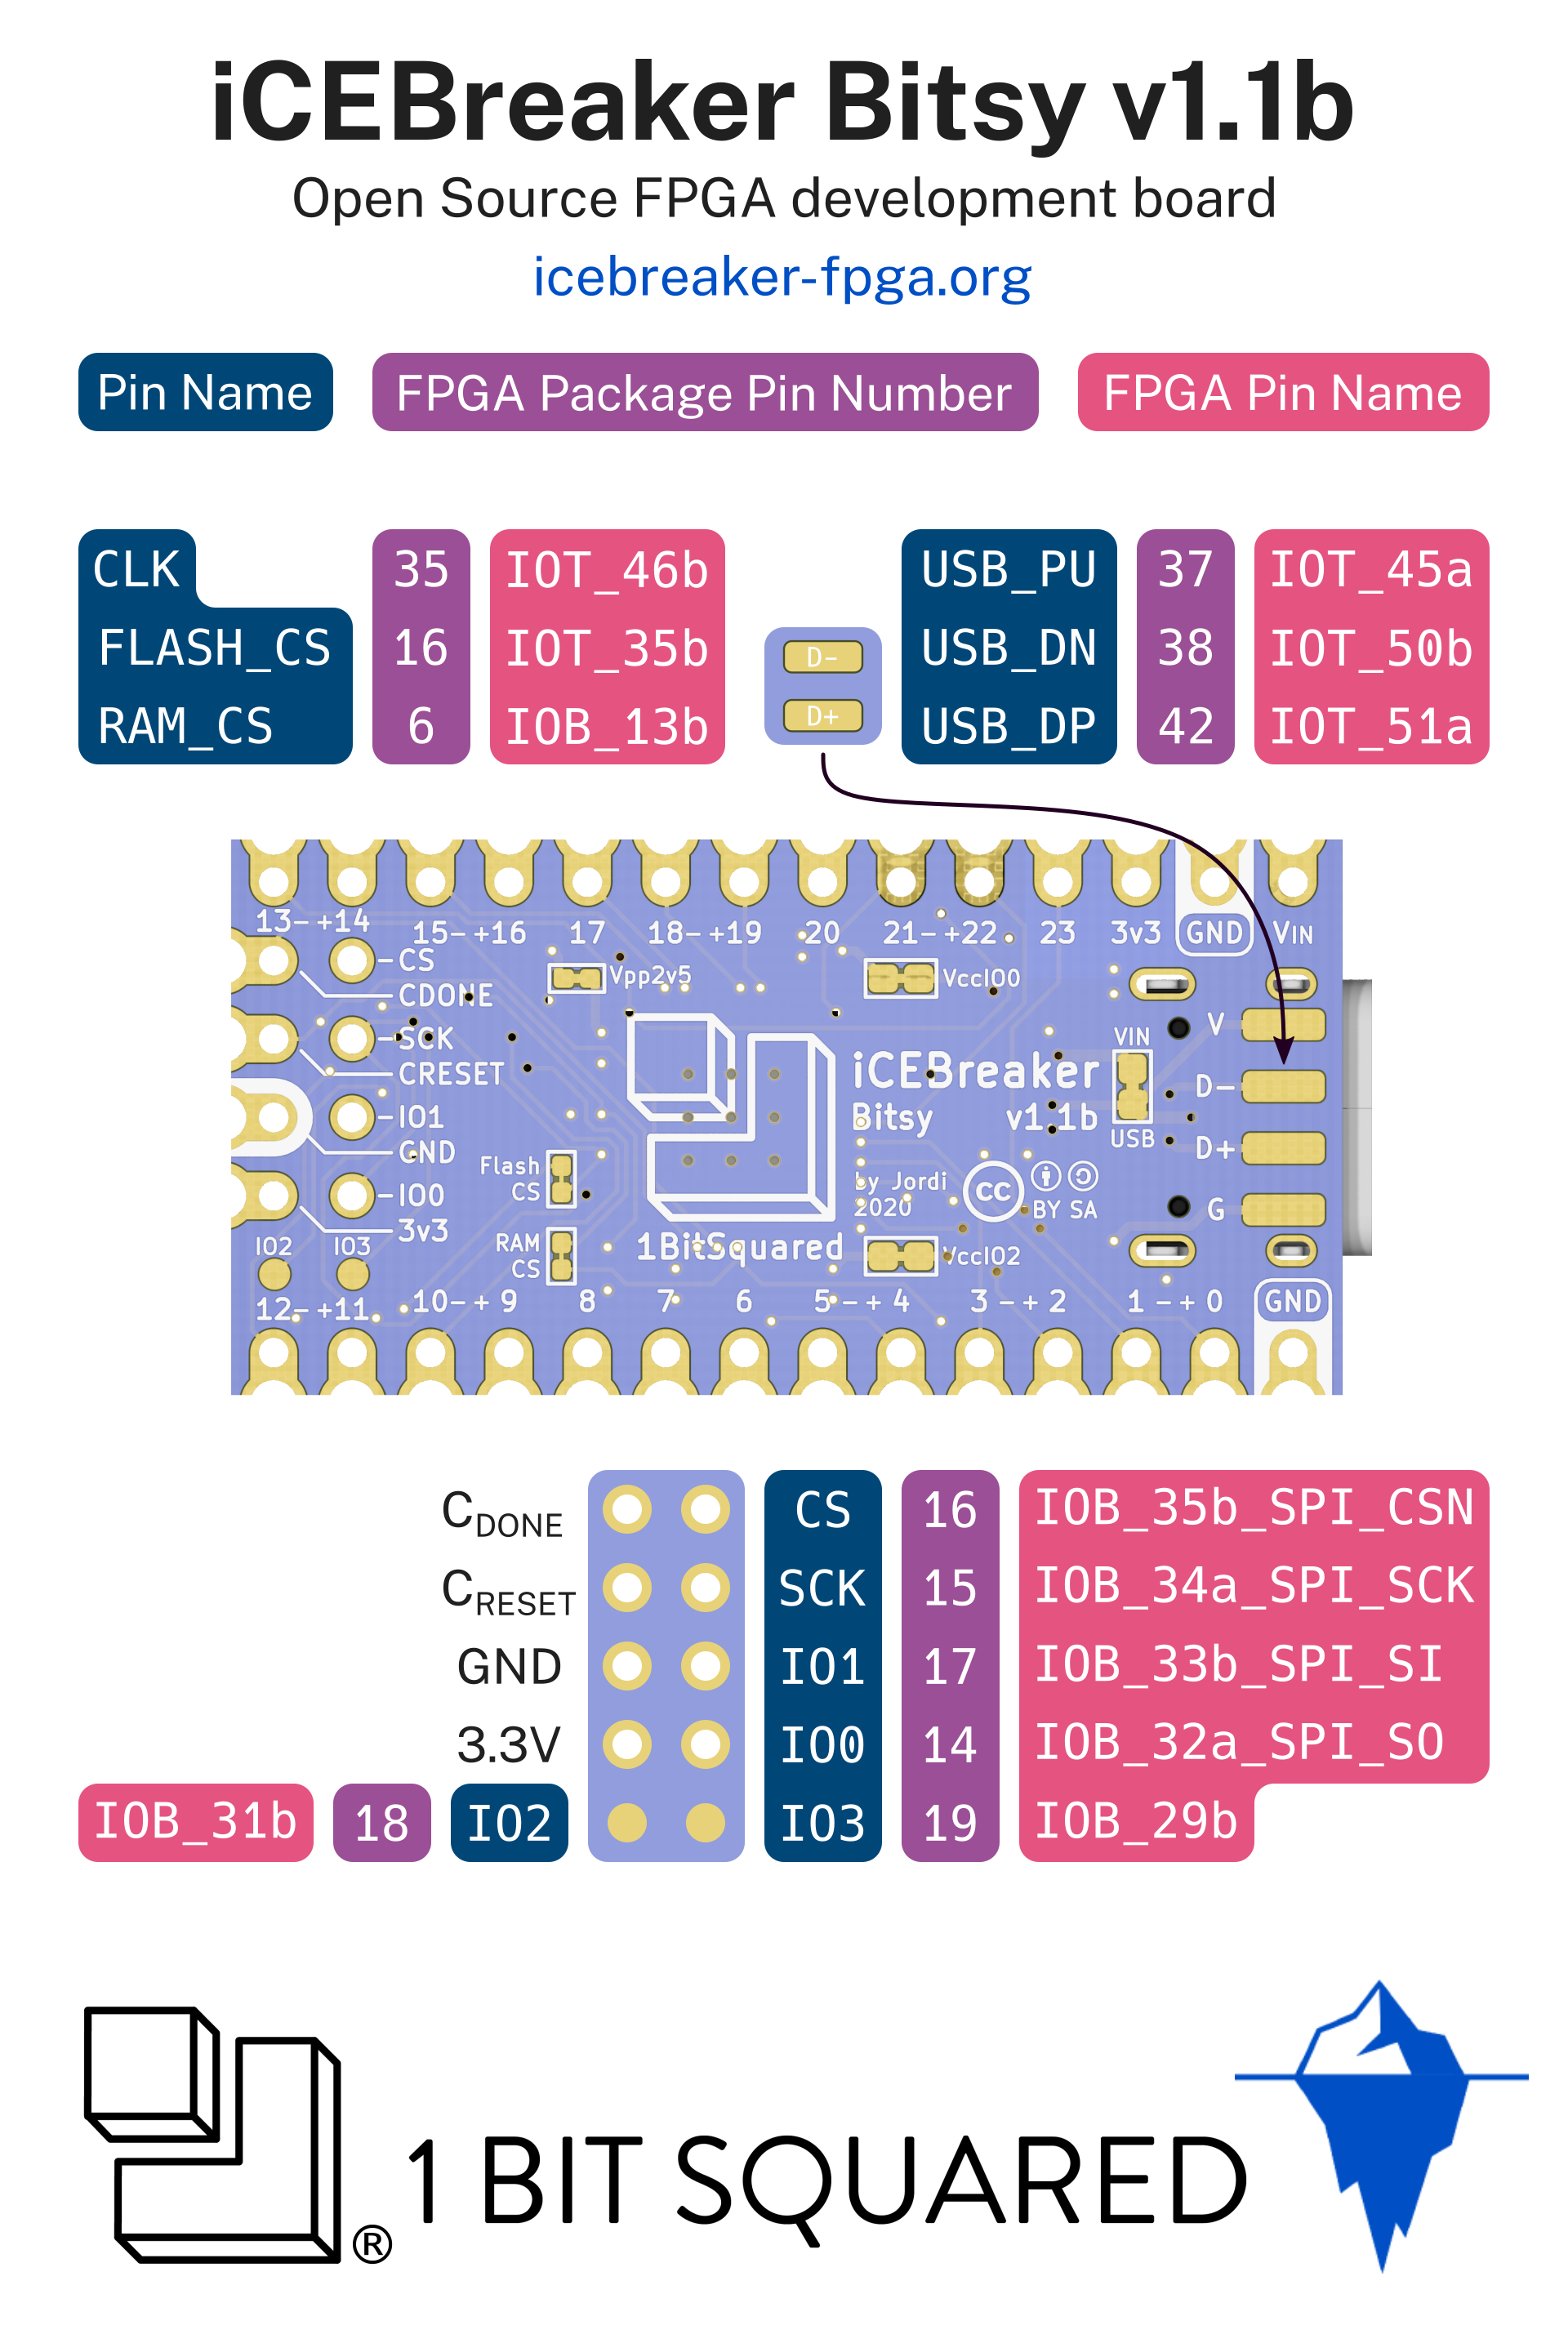 iCEBreaker Bitsy v1.1b
Open Source FPGA development board
icebreaker-fpga.org
Pin Name FPGA Package Pin Number FPGA Pin Name
CLK 35 IOT_46b USB_PU 37 IOT_45a
FLASH_CS 16 IOT_35b D- USB_DN 38 IOT_50b
RAM_CS 6 IOB_13b D+ USB_DP 42 IOT_51a
13-+14 15-+16 17 18-+19 20 21-+22 23 3v3 GND VIN
CS
CDONE
SCK
CRESET
IO1
GND
IO0
3v3
IO2 IO3
Vpp2v5
VccIO0
Flash
CS
RAM
CS
1BitSquared
iCEBreaker
Bitsy v1.1b
by Jordi
2020
CC
BY SA
VccIO2
VIN
USB
V
D-
D+
G
12-+11 10-+ 9 8 7 6 5-+ 4 3-+ 2 1-+ 0 GND
CDONE CS 16 IOB_35b_SPI_CSN
CRESET SCK 15 IOB_34a_SPI_SCK
GND IO1 17 IOB_33b_SPI_SI
3.3V IO0 14 IOB_32a_SPI_SO
IOB_31b 18 IO2 IO3 19 IOB_29b
® 1 BIT SQUARED